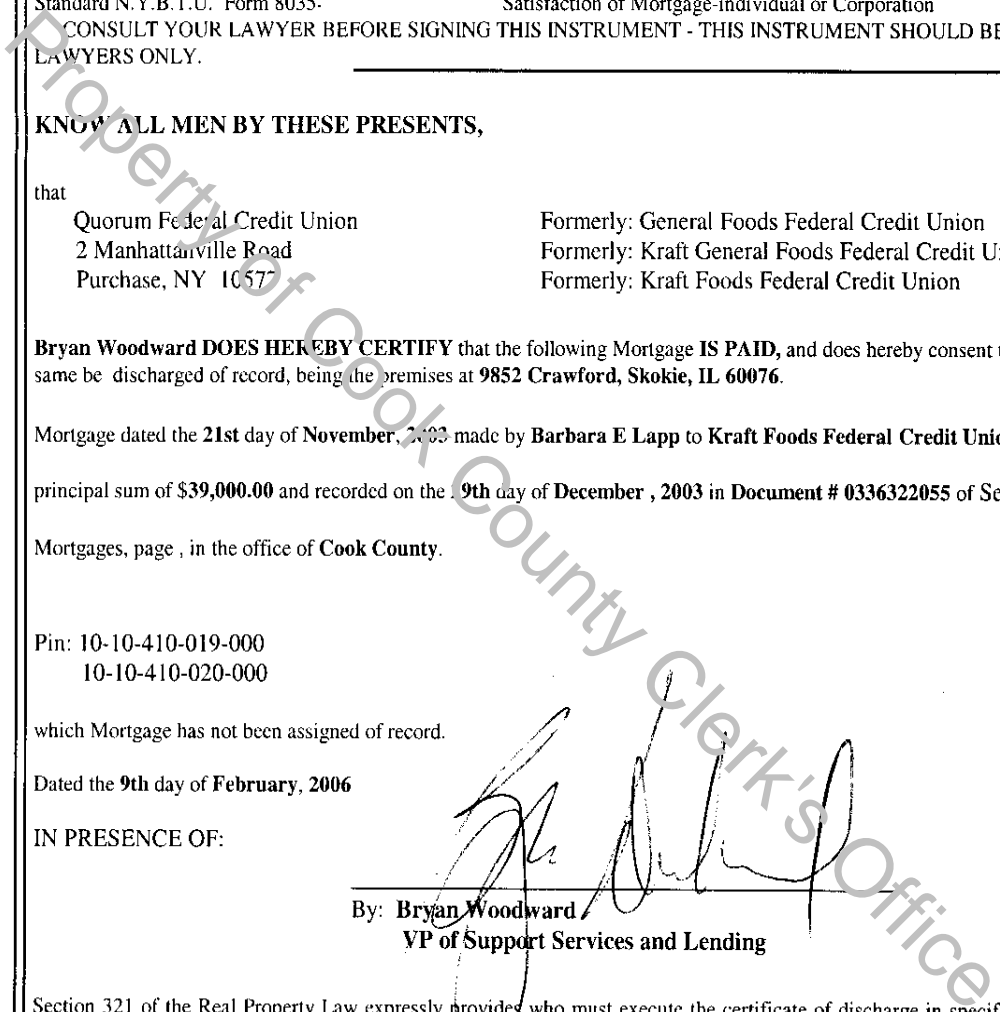 Standard N.Y.B.T.U. Form 8035- Satisfaction of Mortgage-Individual or Corporation
CONSULT YOUR LAWYER BEFORE SIGNING THIS INSTRUMENT - THIS INSTRUMENT SHOULD BE
LAWYERS ONLY.
KNOW ALL MEN BY THESE PRESENTS,
that
Quorum Federal Credit Union Formerly: General Foods Federal Credit Union
2 Manhattanville Road Formerly: Kraft General Foods Federal Credit U
Purchase, NY 10577 Formerly: Kraft Foods Federal Credit Union
Bryan Woodward DOES HEREBY CERTIFY that the following Mortgage IS PAID, and does hereby consent
same be discharged of record, being the premises at 9852 Crawford, Skokie, IL 60076.
Mortgage dated the 21st day of November, 2003 made by Barbara E Lapp to Kraft Foods Federal Credit Unio
principal sum of $39,000.00 and recorded on the 9th day of December , 2003 in Document # 0336322055 of Se
Mortgages, page , in the office of Cook County.
Pin: 10-10-410-019-000
10-10-410-020-000
which Mortgage has not been assigned of record.
Dated the 9th day of February, 2006
IN PRESENCE OF:
By: Bryan Woodward
VP of Support Services and Lending
Section 321 of the Real Property Law expressly provides who must execute the certificate of discharge in specif
Property of Cook County Clerk's Office